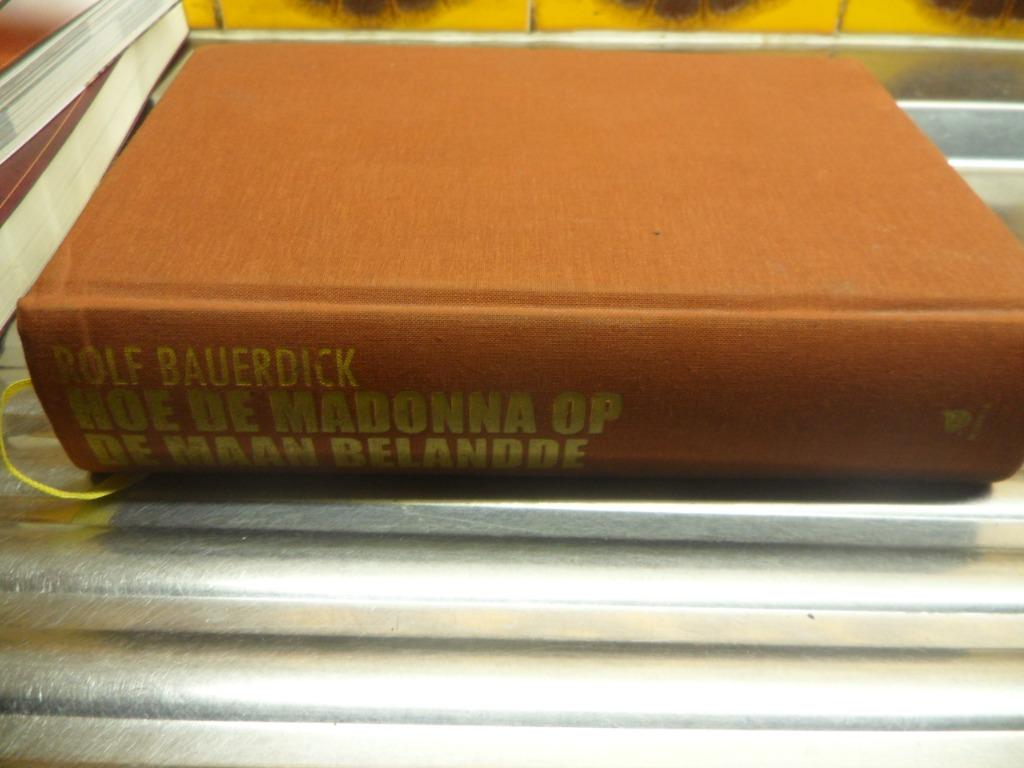 ROLF BAUERDICK
HOE DE MADONNA OP
DE MAAN BELANDDE